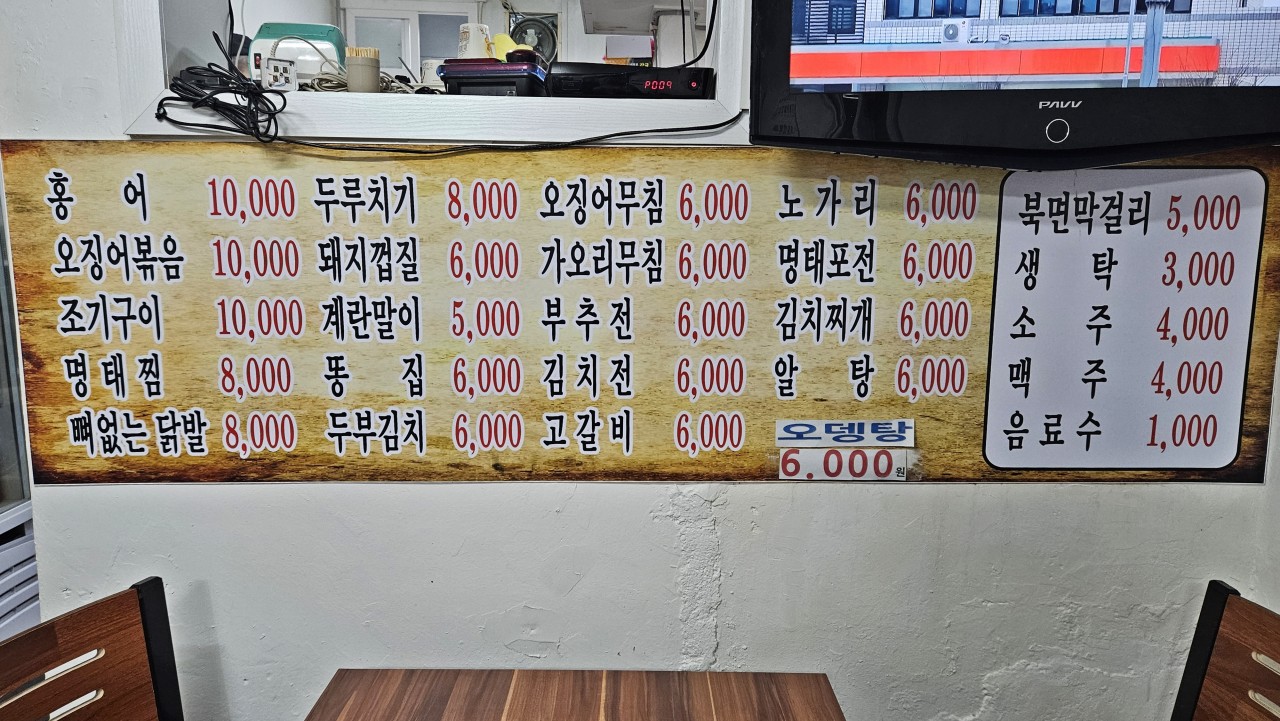 P009
PAVV
홍 어 10,000
오징어볶음 10,000
조기구이 10,000
명태찜 8,000
뼈없는닭발 8,000
두루치기 8,000
돼지껍질 6,000
계란말이 5,000
똥 집 6,000
두부김치 6,000
오징어무침 6,000
가오리무침 6,000
부추전 6,000
김치전 6,000
고갈비 6,000
노가리 6,000
명태포전 6,000
김치찌개 6,000
알 탕 6,000
오뎅탕
6.000원
북면막걸리 5,000
생 탁 3,000
소 주 4,000
맥 주 4,000
음료수 1,000